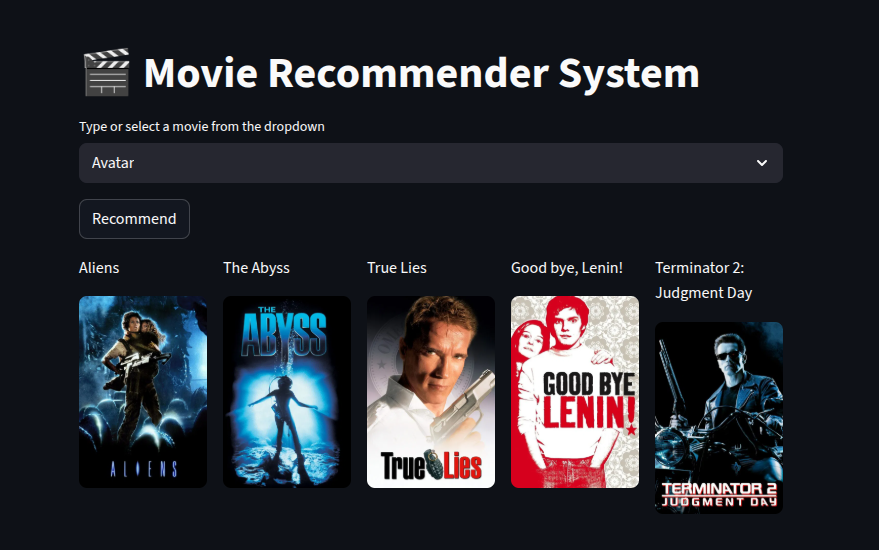 Movie Recommender System
Type or select a movie from the dropdown
Avatar
Recommend
Aliens
The Abyss
True Lies
Good bye, Lenin!
Terminator 2:
Judgment Day
ALIENS
THE
ABYSS
True Lies
GOOD BYE
LENIN!
TERMINATOR 2
JUDGMENT DAY